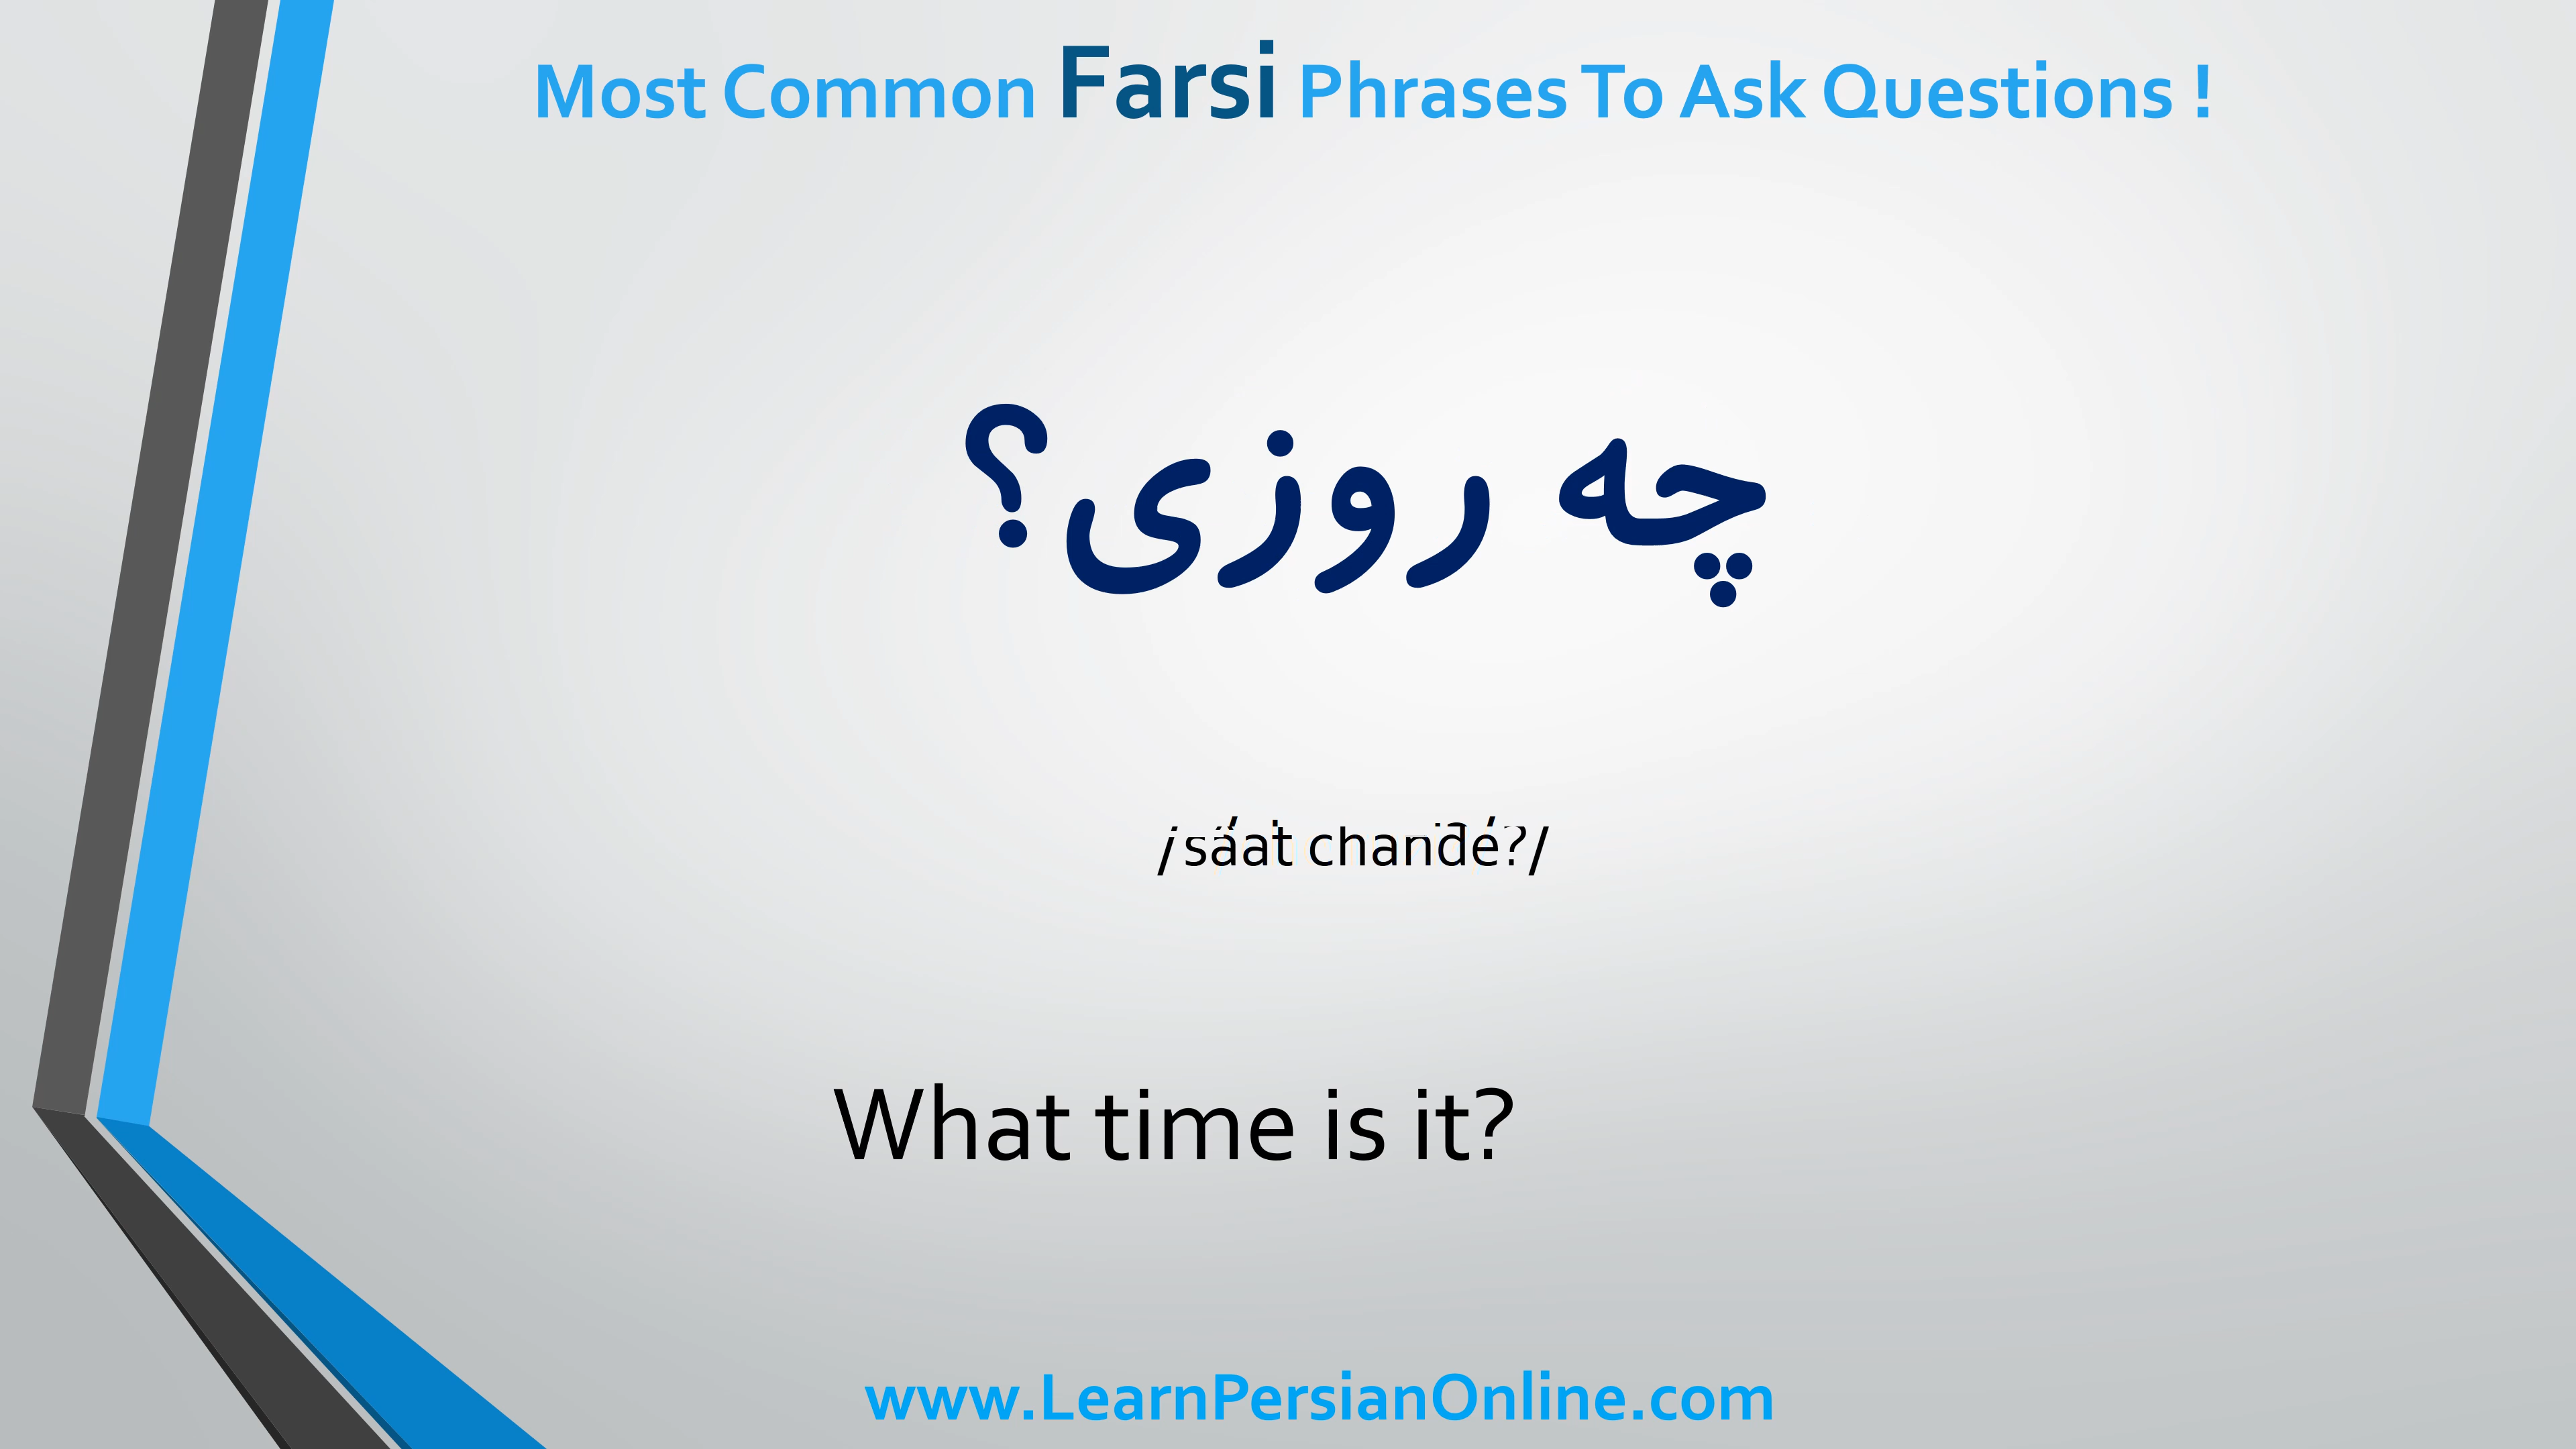 Most Common Farsi Phrases To Ask Questions !
چه روزی؟
/sáat chandé?/
What time is it?
www.LearnPersianOnline.com